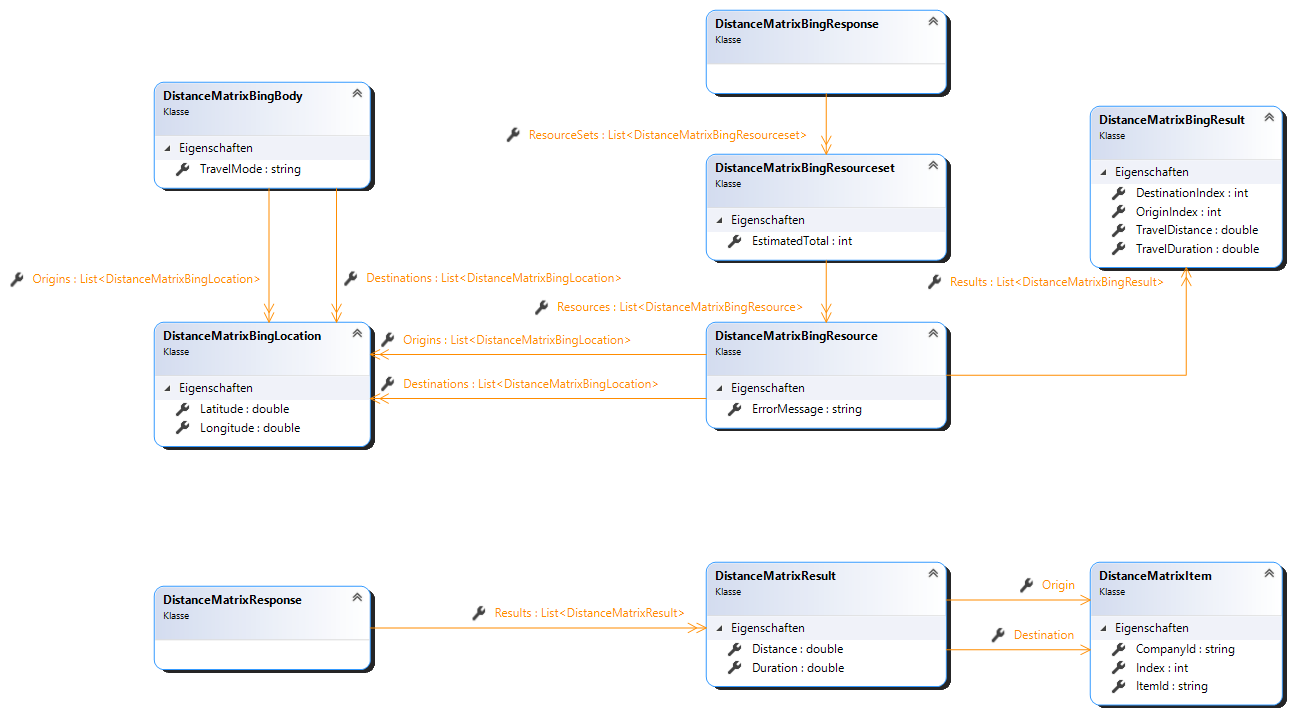 DistanceMatrixBingResponse
Klasse
DistanceMatrixBingBody
Klasse
Eigenschaften
TravelMode : string
ResourceSets : List<DistanceMatrixBingResourceset>
DistanceMatrixBingResourceset
Klasse
Eigenschaften
EstimatedTotal : int
DistanceMatrixBingResult
Klasse
Eigenschaften
DestinationIndex : int
OriginIndex : int
TravelDistance : double
TravelDuration : double
Origins : List<DistanceMatrixBingLocation>
Destinations : List<DistanceMatrixBingLocation>
Resources : List<DistanceMatrixBingResource>
Results : List<DistanceMatrixBingResult>
DistanceMatrixBingLocation
Klasse
Eigenschaften
Latitude : double
Longitude : double
Origins : List<DistanceMatrixBingLocation>
Destinations : List<DistanceMatrixBingLocation>
DistanceMatrixBingResource
Klasse
Eigenschaften
ErrorMessage : string
DistanceMatrixResponse
Klasse
Results : List<DistanceMatrixResult>
DistanceMatrixResult
Klasse
Eigenschaften
Distance : double
Duration : double
Origin
Destination
DistanceMatrixItem
Klasse
Eigenschaften
CompanyId : string
Index : int
ItemId : string